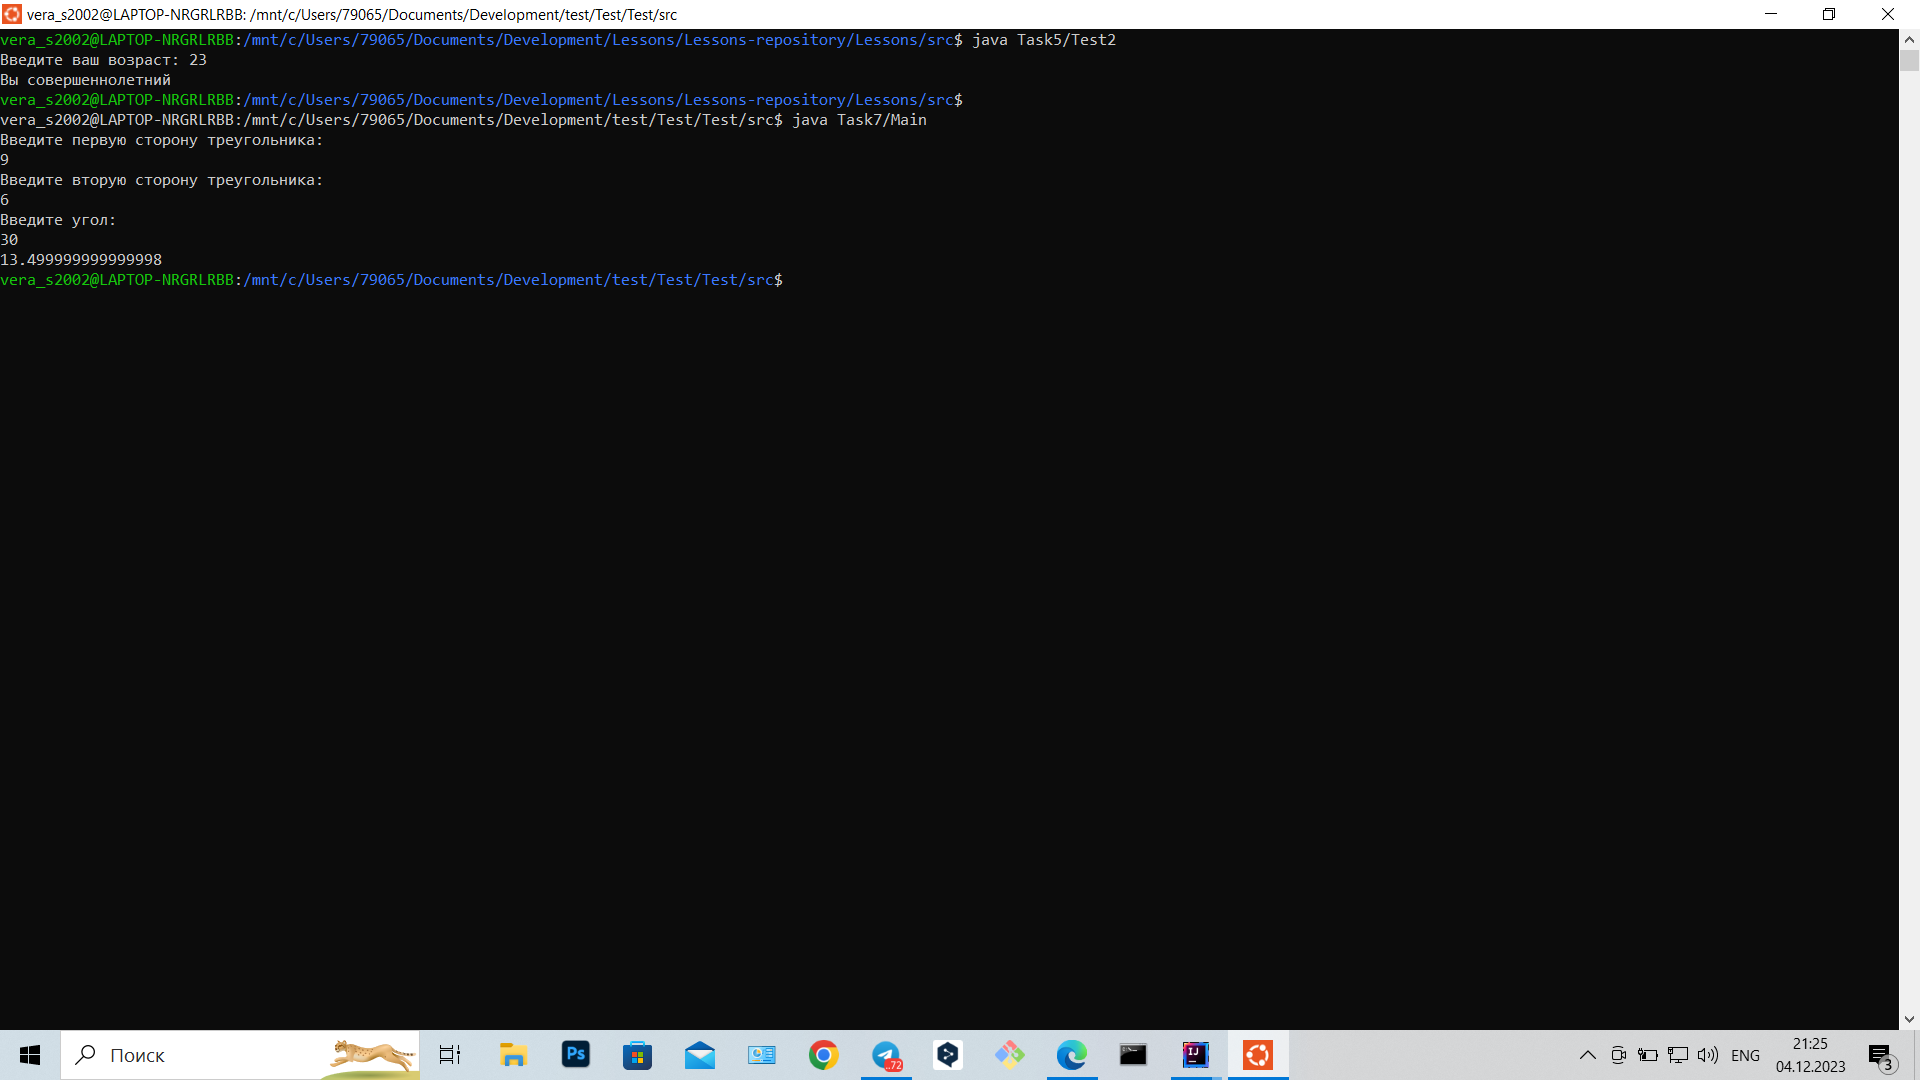 vera_s2002@LAPTOP-NRGRLRBB: /mnt/c/Users/79065/Documents/Development/test/Test/Test/src
vera_s2002@LAPTOP-NRGRLRBB:/mnt/c/Users/79065/Documents/Development/Lessons/Lessons-repository/Lessons/src$ java Task5/Test2
Введите ваш возраст: 23
Вы совершеннолетний
vera_s2002@LAPTOP-NRGRLRBB:/mnt/c/Users/79065/Documents/Development/Lessons/Lessons-repository/Lessons/src$
vera_s2002@LAPTOP-NRGRLRBB:/mnt/c/Users/79065/Documents/Development/test/Test/Test/src$ java Task7/Main
Введите первую сторону треугольника:
9
Введите вторую сторону треугольника:
6
Введите угол:
30
13.499999999999998
vera_s2002@LAPTOP-NRGRLRBB:/mnt/c/Users/79065/Documents/Development/test/Test/Test/src$
Поиск
Ps
..72
IJ
ENG
21:25
04.12.2023
3